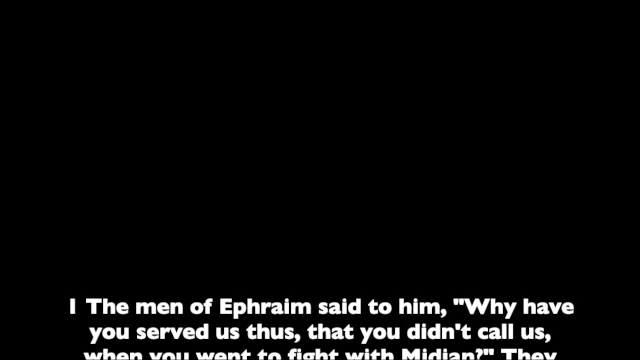 1 The men of Ephraim said to him, "Why have
you served us thus, that you didn't call us,
when you went to fight with Midian?" They